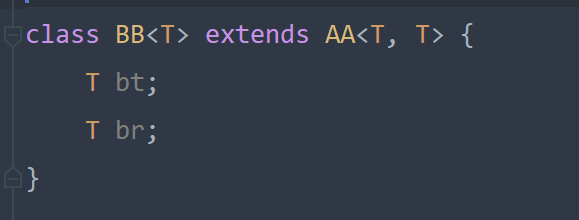 class BB<T> extends AA<T, T> {
    T bt;
    T br;
}